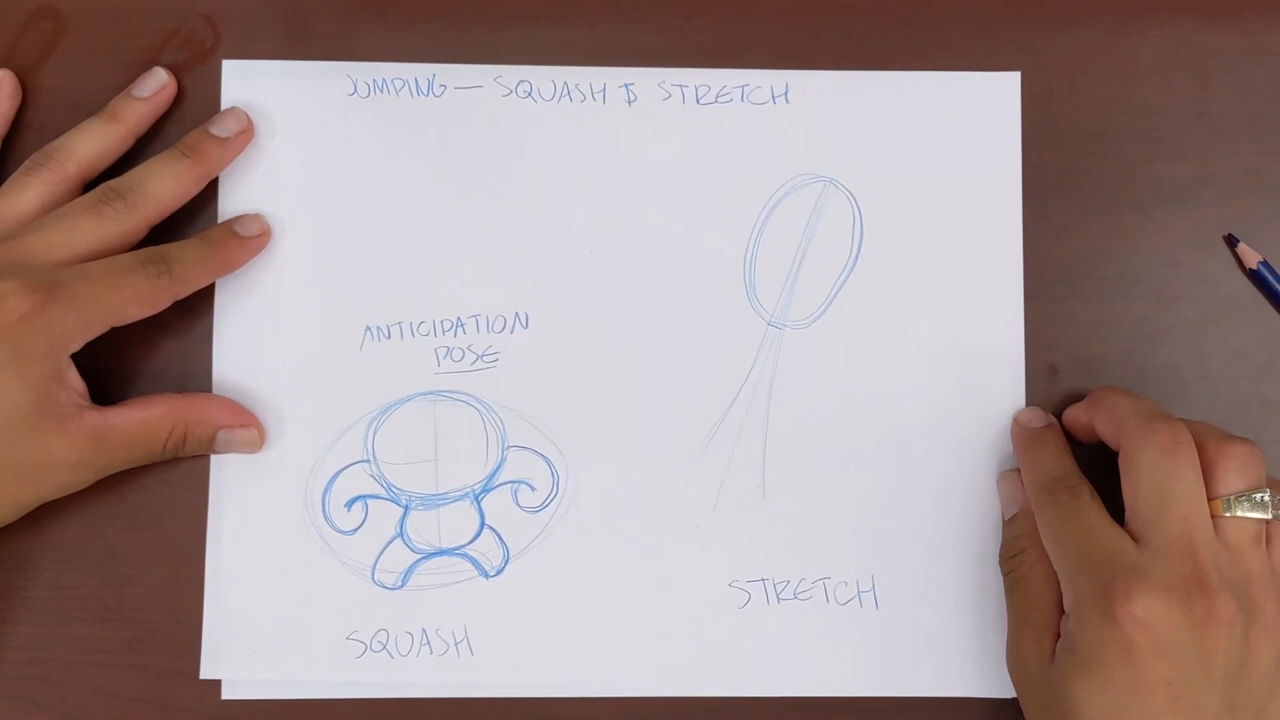 JUMPING — SQUASH & STRETCH
ANTICIPATION
POSE
SQUASH
STRETCH